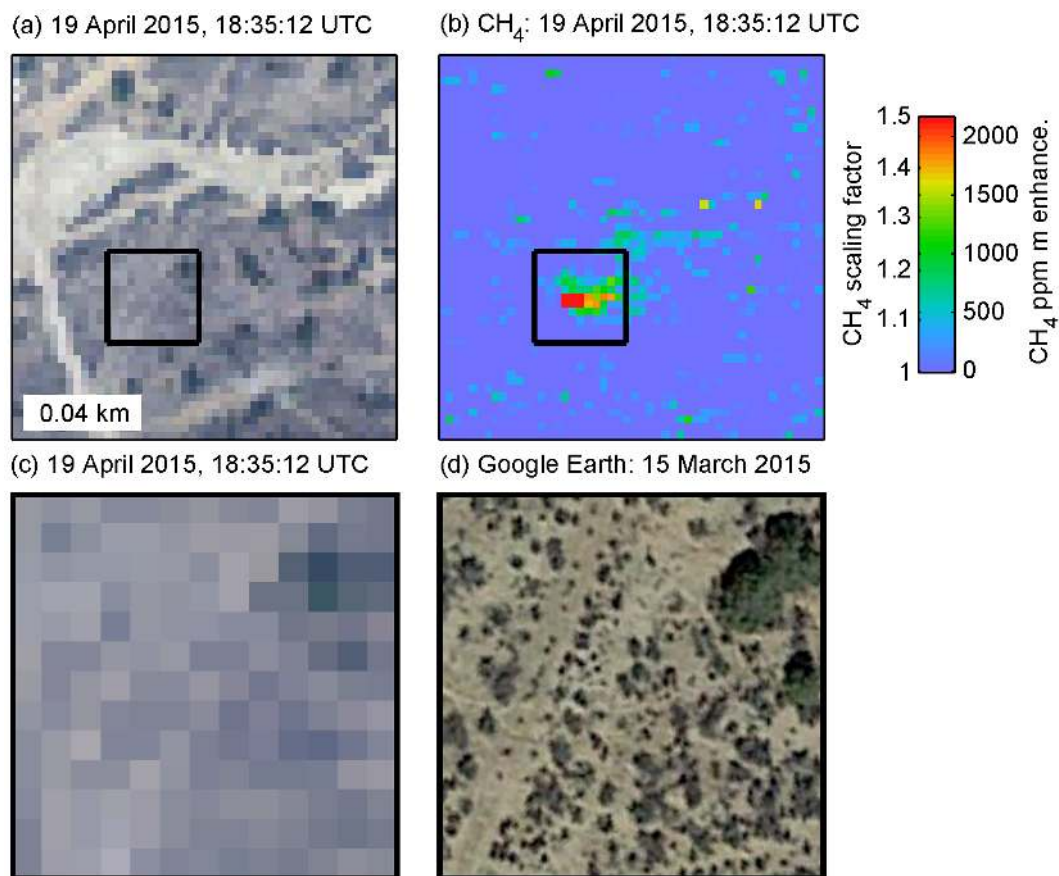 (a) 19 April 2015, 18:35:12 UTC
(b) CH₄: 19 April 2015, 18:35:12 UTC
0.04 km
1.5
1.4
1.3
1.2
1.1
1
CH₄ scaling factor
2000
1500
1000
500
0
CH₄ ppm m enhance.
(c) 19 April 2015, 18:35:12 UTC
(d) Google Earth: 15 March 2015